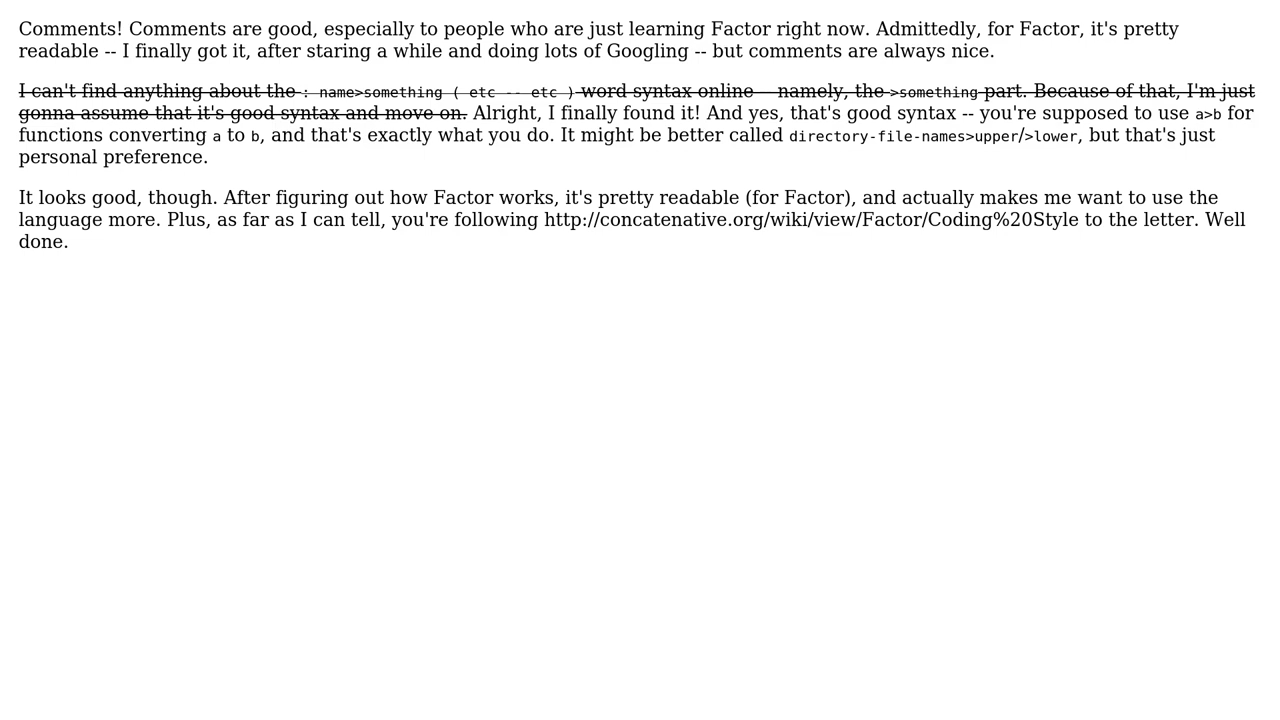 Comments! Comments are good, especially to people who are just learning Factor right now. Admittedly, for Factor, it's pretty
readable -- I finally got it, after staring a while and doing lots of Googling -- but comments are always nice.
I can't find anything about the : name>something ( etc -- etc ) word syntax online -- namely, the >something part. Because of that, I'm just
gonna assume that it's good syntax and move on. Alright, I finally found it! And yes, that's good syntax -- you're supposed to use a>b for
functions converting a to b, and that's exactly what you do. It might be better called directory-file-names>upper/>lower, but that's just
personal preference.
It looks good, though. After figuring out how Factor works, it's pretty readable (for Factor), and actually makes me want to use the
language more. Plus, as far as I can tell, you're following http://concatenative.org/wiki/view/Factor/Coding%20Style to the letter. Well
done.